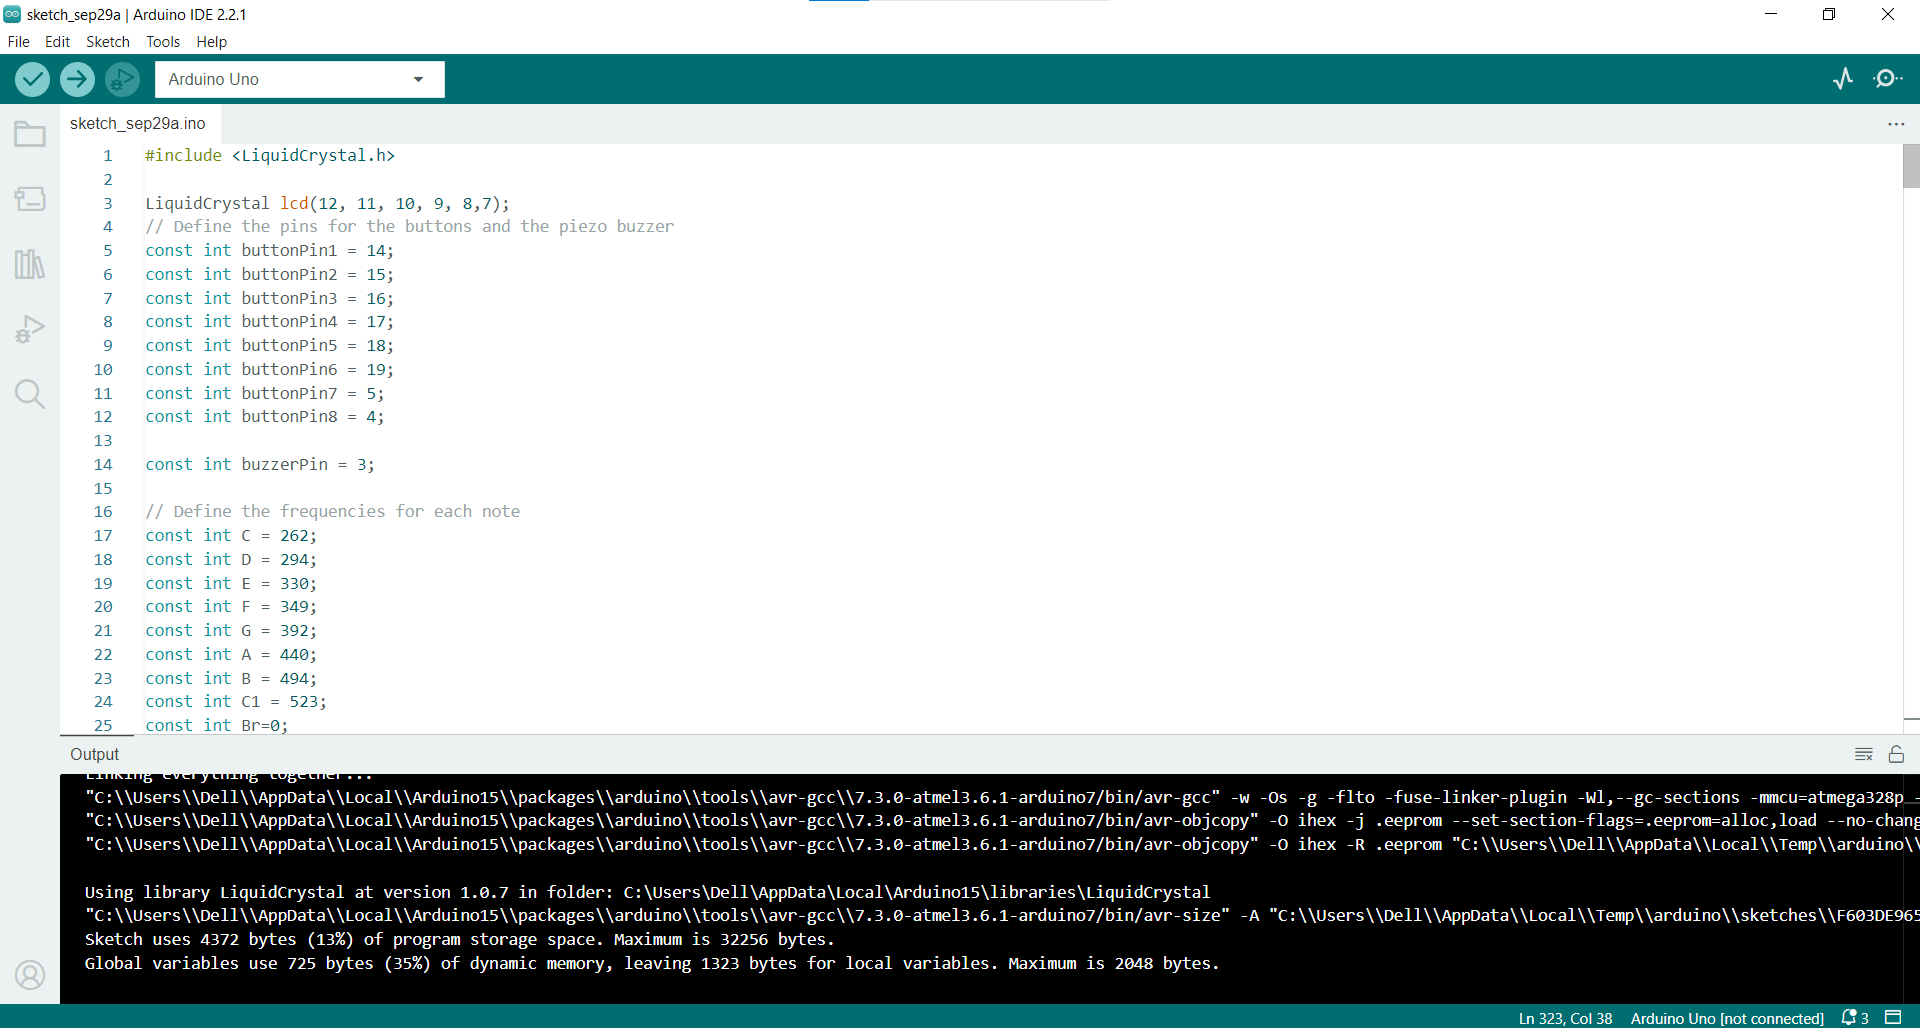 sketch_sep29a | Arduino IDE 2.2.1
File Edit Sketch Tools Help
Arduino Uno
sketch_sep29a.ino
1 #include <LiquidCrystal.h>
2
3 LiquidCrystal lcd(12, 11, 10, 9, 8,7);
4 // Define the pins for the buttons and the piezo buzzer
5 const int buttonPin1 = 14;
6 const int buttonPin2 = 15;
7 const int buttonPin3 = 16;
8 const int buttonPin4 = 17;
9 const int buttonPin5 = 18;
10 const int buttonPin6 = 19;
11 const int buttonPin7 = 5;
12 const int buttonPin8 = 4;
13
14 const int buzzerPin = 3;
15
16 // Define the frequencies for each note
17 const int C = 262;
18 const int D = 294;
19 const int E = 330;
20 const int F = 349;
21 const int G = 392;
22 const int A = 440;
23 const int B = 494;
24 const int C1 = 523;
25 const int Br=0;
Output
Linking everything together...
"C:\\Users\\Dell\\AppData\\Local\\Arduino15\\packages\\arduino\\tools\\avr-gcc\\7.3.0-atmel3.6.1-arduino7/bin/avr-gcc" -w -Os -g -flto -fuse-linker-plugin -Wl,--gc-sections -mmcu=atmega328p -
"C:\\Users\\Dell\\AppData\\Local\\Arduino15\\packages\\arduino\\tools\\avr-gcc\\7.3.0-atmel3.6.1-arduino7/bin/avr-objcopy" -O ihex -j .eeprom --set-section-flags=.eeprom=alloc,load --no-chang
"C:\\Users\\Dell\\AppData\\Local\\Arduino15\\packages\\arduino\\tools\\avr-gcc\\7.3.0-atmel3.6.1-arduino7/bin/avr-objcopy" -O ihex -R .eeprom "C:\\Users\\Dell\\AppData\\Local\\Temp\\arduino\\
Using library LiquidCrystal at version 1.0.7 in folder: C:\Users\Dell\AppData\Local\Arduino15\libraries\LiquidCrystal
"C:\\Users\\Dell\\AppData\\Local\\Arduino15\\packages\\arduino\\tools\\avr-gcc\\7.3.0-atmel3.6.1-arduino7/bin/avr-size" -A "C:\\Users\\Dell\\AppData\\Local\\Temp\\arduino\\sketches\\F603DE965
Sketch uses 4372 bytes (13%) of program storage space. Maximum is 32256 bytes.
Global variables use 725 bytes (35%) of dynamic memory, leaving 1323 bytes for local variables. Maximum is 2048 bytes.
Ln 323, Col 38 Arduino Uno [not connected] 3